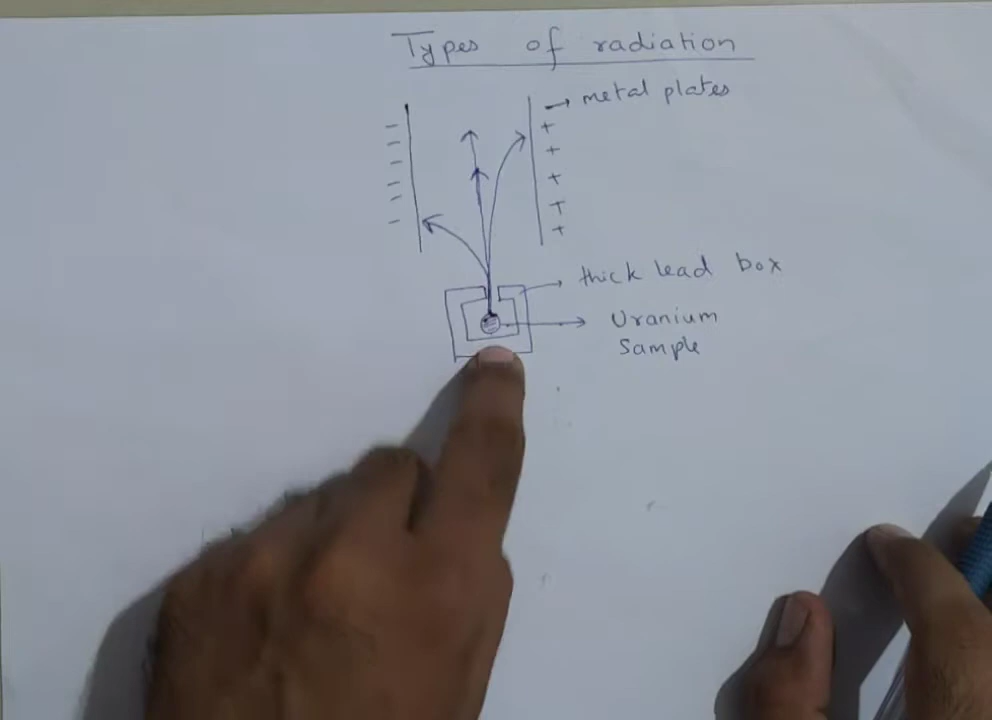 Types of radiation
→ metal plates
- - - - - -
+ + + + +
thick lead box
Uranium
Sample